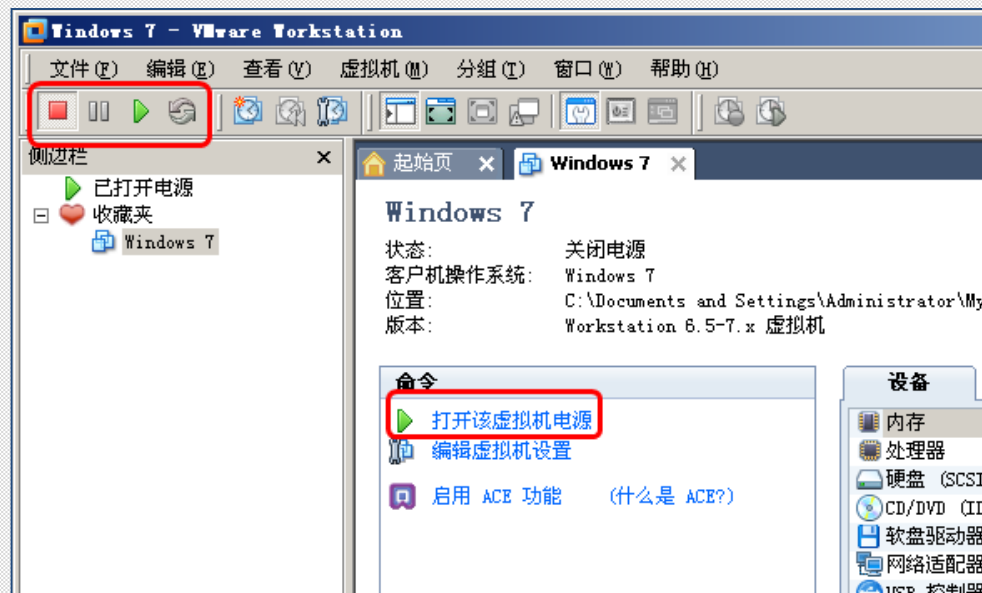 Windows 7 - VMware Workstation
文件(F) 编辑(E) 查看(V) 虚拟机(M) 分组(T) 窗口(W) 帮助(H)
侧边栏
已打开电源
收藏夹
Windows 7
起始页 Windows 7
Windows 7
状态: 关闭电源
客户机操作系统: Windows 7
位置: C:\Documents and Settings\Administrator\My
版本: Workstation 6.5-7.x 虚拟机
命令
打开该虚拟机电源
编辑虚拟机设置
启用 ACE 功能 (什么是 ACE?)
设备
内存
处理器
硬盘 (SCSI
CD/DVD (ID
软盘驱动器
网络适配器
USB 控制器